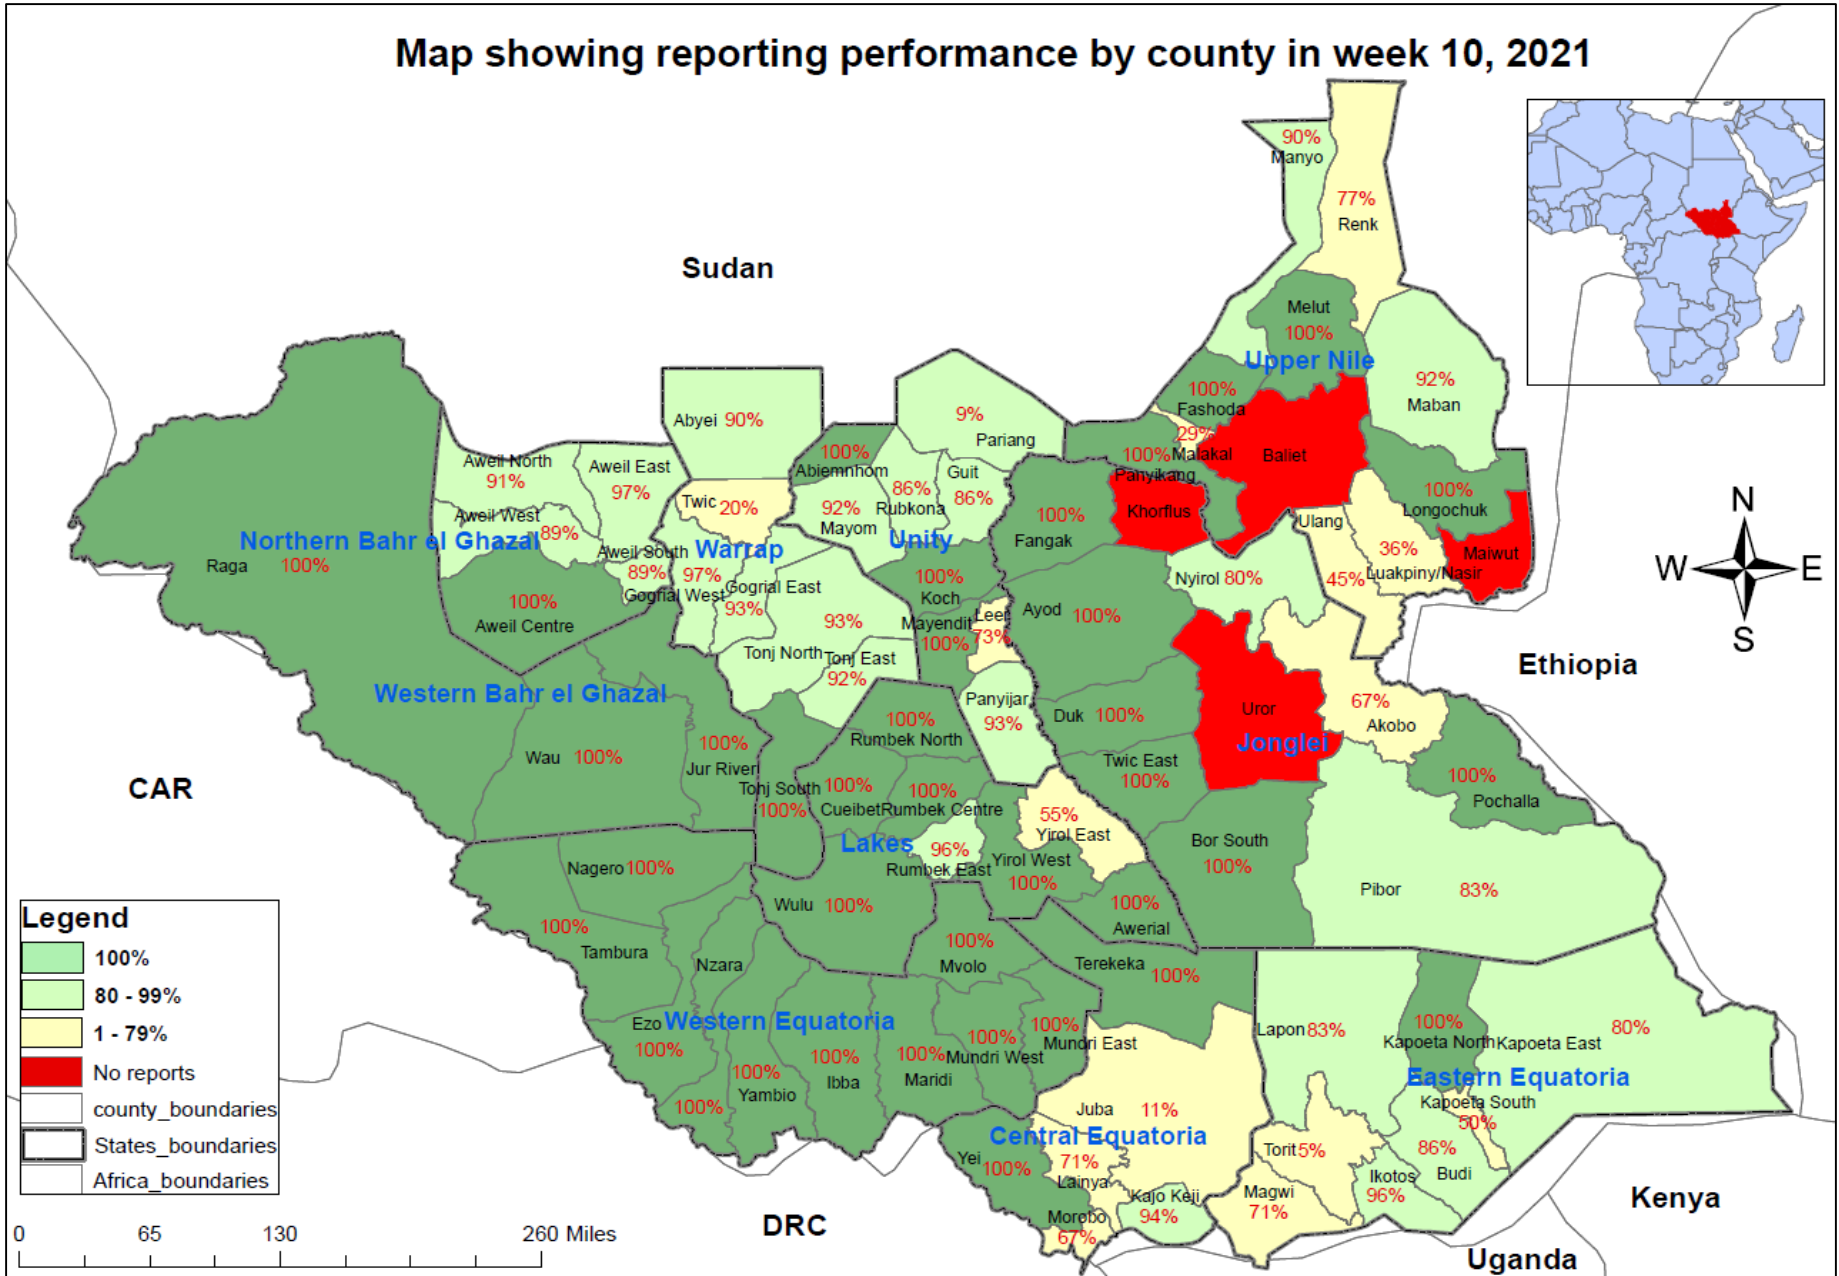 Map showing reporting performance by county in week 10, 2021
90%
Manyo
77%
Renk
Sudan
Melut
100%
Upper Nile
92%
Maban
100%
Fashoda
29%
Malakal
100%
Panyikang
Baliet
Khorflus
100%
Longochuk
Maiwut
Ulang
45%
36%
Luakpiny/Nasir
Abyei 90%
9%
Pariang
100%
Abiemnhom
Guit
86%
86%
Rubkona
92%
Mayom
Unity
Aweil North
91%
Aweil East
97%
Aweil West
89%
Twic 20%
Northern Bahr el Ghazal
Raga 100%
Aweil South
89%
Warrap
97%
Gogrial West
Gogrial East
93%
100%
Aweil Centre
93%
Tonj North
Tonj East
92%
100%
Koch
Mayendit
100%
Leer
73%
Panyijar
93%
100%
Fangak
Nyirol 80%
Ayod 100%
Duk 100%
Uror
Jonglei
67%
Akobo
100%
Pochalla
Twic East
100%
Bor South
100%
Pibor 83%
Ethiopia
N
W E
S
Western Bahr el Ghazal
Wau 100%
100%
Jur Riveri
Tonj South
100%
100%
Rumbek North
100%
Cueibet
100%
Rumbek Centre
Lakes
96%
Rumbek East
55%
Yirol East
Yirol West
100%
100%
Awerial
Wulu 100%
CAR
Nagero 100%
100%
Tambura
Nzara
100%
Mvolo
Terekeka 100%
Ezo
100%
Western Equatoria
100%
100%
Yambio
100%
Ibba
100%
Maridi
100%
Mundri West
100%
Mundri East
Lapon 83%
100%
Kapoeta North
Kapoeta East
80%
Eastern Equatoria
Kapoeta South
50%
86%
Budi
Juba 11%
Central Equatoria
Yei 100%
71%
Lainya
Torit 5%
Ikotos
96%
Magwi
71%
Kajo Keji
94%
Morobo
67%
DRC
Kenya
Uganda
Legend
100%
80 - 99%
1 - 79%
No reports
county_boundaries
States_boundaries
Africa_boundaries
0 65 130 260 Miles